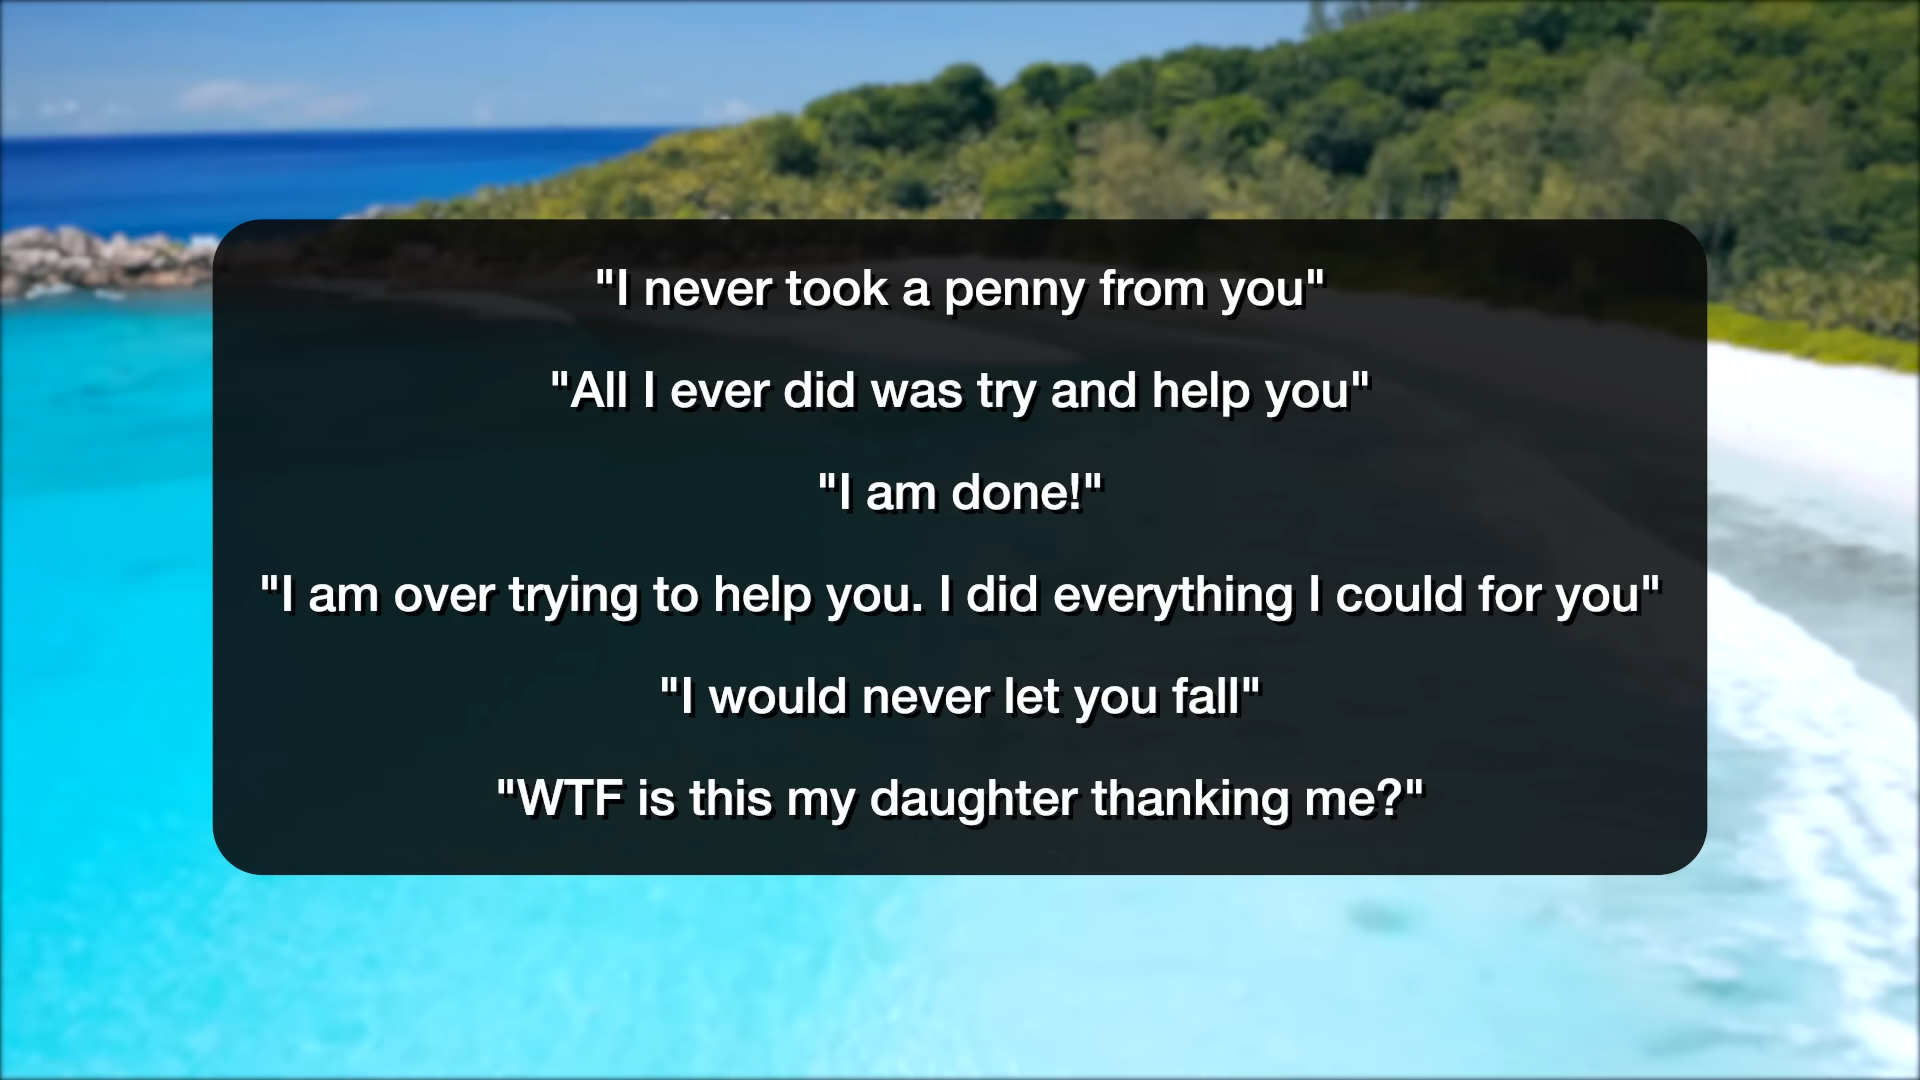 "I never took a penny from you"
"All I ever did was try and help you"
"I am done!"
"I am over trying to help you. I did everything I could for you"
"I would never let you fall"
"WTF is this my daughter thanking me?"